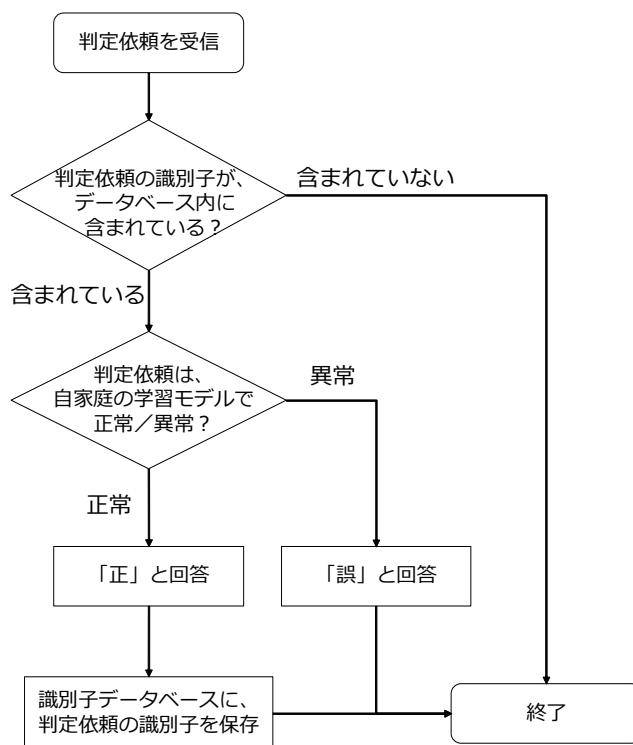 判定依頼を受信
判定依頼の識別子が、
データベース内に
含まれている？
含まれていない
含まれている
判定依頼は、
自家庭の学習モデルで
正常／異常？
異常
正常
「正」と回答
「誤」と回答
識別子データベースに、
判定依頼の識別子を保存
終了